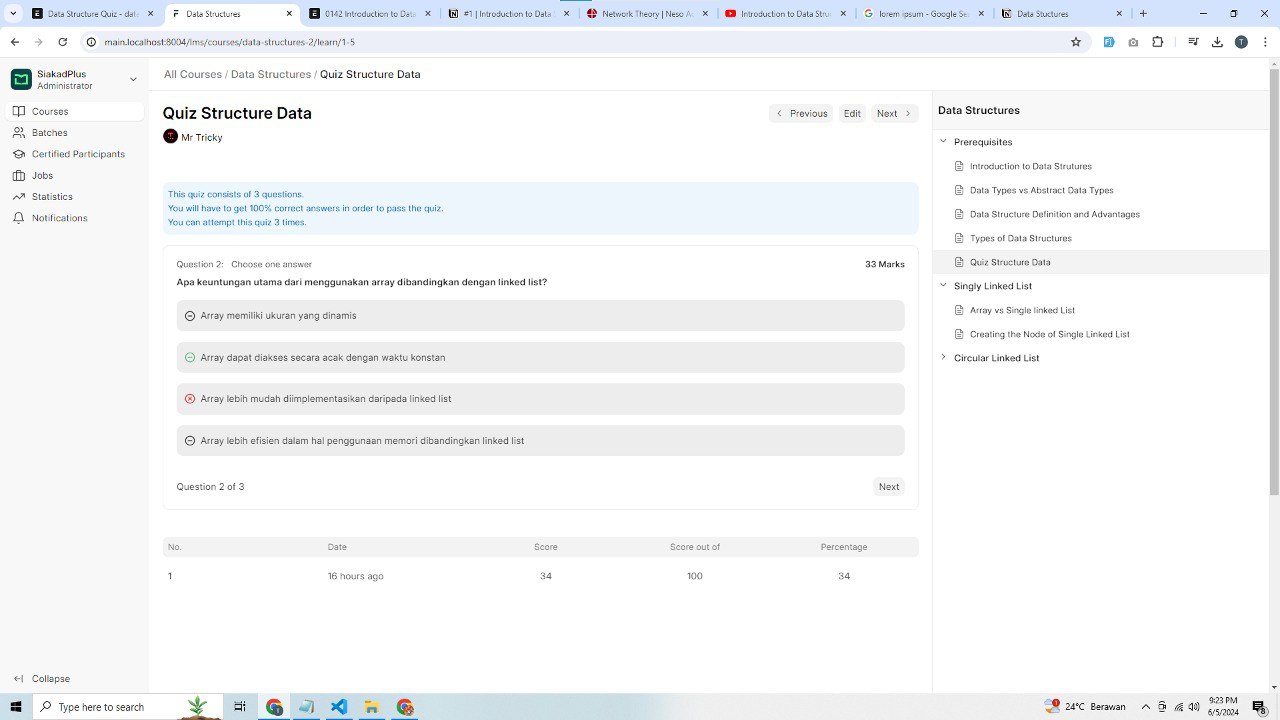 Data Structure Quiz - data
Data Structures
0142 Introduction to Data
| Introduction to Data
Network Theory | Neso A
Introduction to Data Stru
lorem ipsum - Google Se
Data Stuctures
main.localhost:8004/lms/courses/data-structures-2/learn/1-5
SiakadPlus
Administrator
Courses
Batches
Certified Participants
Jobs
Statistics
Notifications
Collapse
All Courses / Data Structures / Quiz Structure Data
Quiz Structure Data
Previous
Edit
Next
Mr Tricky
This quiz consists of 3 questions.
You will have to get 100% correct answers in order to pass the quiz.
You can attempt this quiz 3 times.
Question 2: Choose one answer
33 Marks
Apa keuntungan utama dari menggunakan array dibandingkan dengan linked list?
Array memiliki ukuran yang dinamis
Array dapat diakses secara acak dengan waktu konstan
Array lebih mudah diimplementasikan daripada linked list
Array lebih efisien dalam hal penggunaan memori dibandingkan linked list
Question 2 of 3
Next
No. Date Score Score out of Percentage
1 16 hours ago 34 100 34
Data Structures
Prerequisites
Introduction to Data Strutures
Data Types vs Abstract Data Types
Data Structure Definition and Advantages
Types of Data Structures
Quiz Structure Data
Singly Linked List
Array vs Single linked List
Creating the Node of Single Linked List
Circular Linked List
Type here to search
24°C Berawan
9:23 PM
6/5/2024